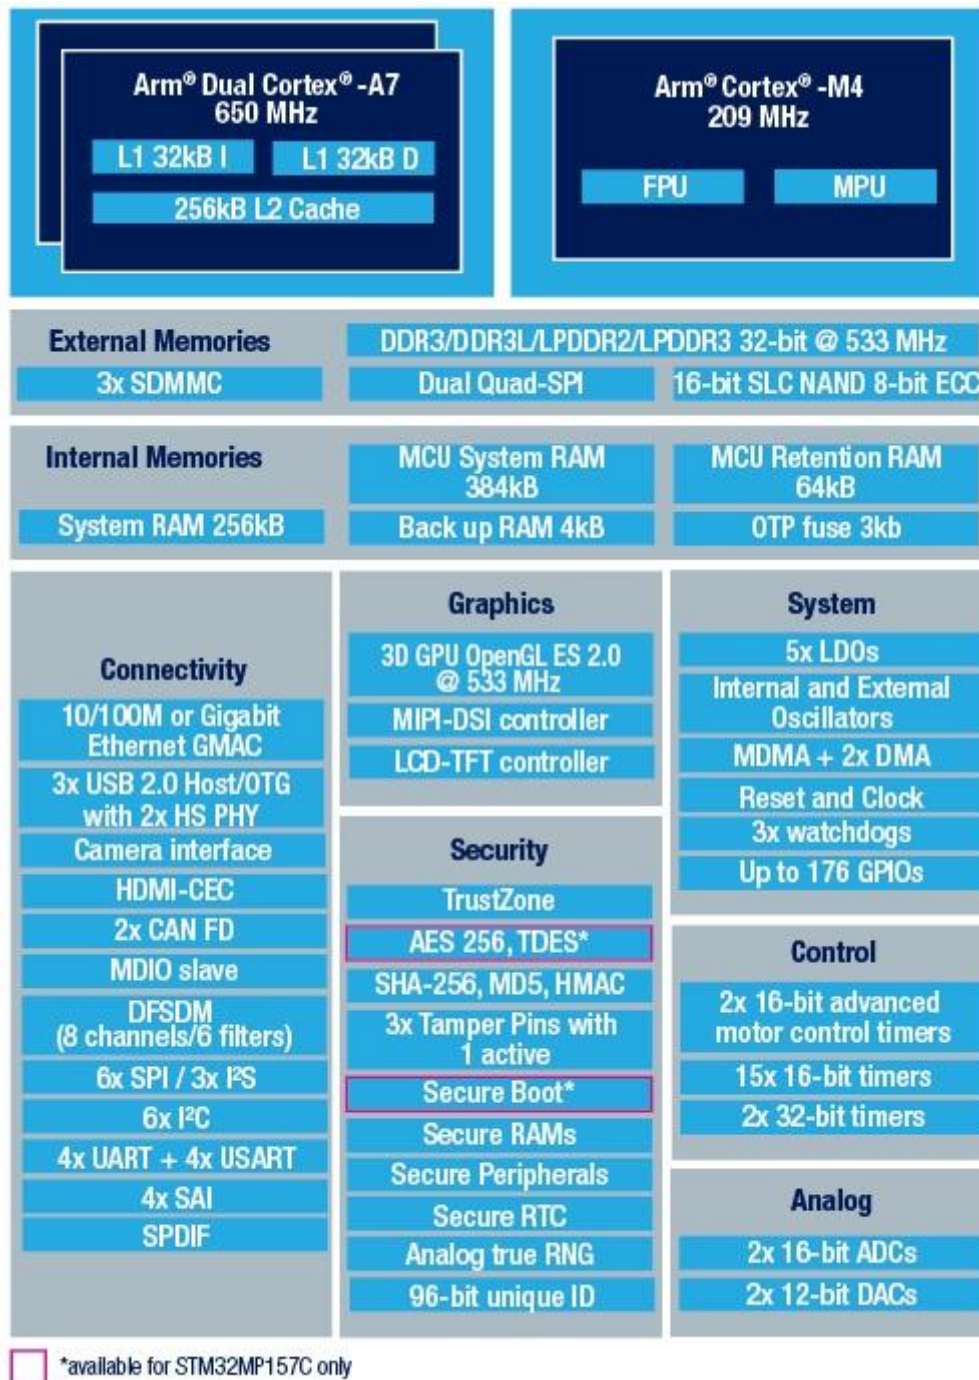 Arm® Dual Cortex® -A7
650 MHz
L1 32kB I
L1 32kB D
256kB L2 Cache
Arm® Cortex® -M4
209 MHz
FPU
MPU
External Memories
DDR3/DDR3L/LPDDR2/LPDDR3 32-bit @ 533 MHz
3x SDMMC
Dual Quad-SPI
16-bit SLC NAND 8-bit ECC
Internal Memories
MCU System RAM
384kB
MCU Retention RAM
64kB
System RAM 256kB
Back up RAM 4kB
OTP fuse 3kb
Connectivity
10/100M or Gigabit
Ethernet GMAC
3x USB 2.0 Host/OTG
with 2x HS PHY
Camera interface
HDMI-CEC
2x CAN FD
MDIO slave
DFSDM
(8 channels/6 filters)
6x SPI / 3x I²S
6x I²C
4x UART + 4x USART
4x SAI
SPDIF
Graphics
3D GPU OpenGL ES 2.0
@ 533 MHz
MIPI-DSI controller
LCD-TFT controller
Security
TrustZone
AES 256, TDES*
SHA-256, MD5, HMAC
3x Tamper Pins with
1 active
Secure Boot*
Secure RAMs
Secure Peripherals
Secure RTC
Analog true RNG
96-bit unique ID
System
5x LDOs
Internal and External
Oscillators
MDMA + 2x DMA
Reset and Clock
3x watchdogs
Up to 176 GPIOs
Control
2x 16-bit advanced
motor control timers
15x 16-bit timers
2x 32-bit timers
Analog
2x 16-bit ADCs
2x 12-bit DACs
*available for STM32MP157C only